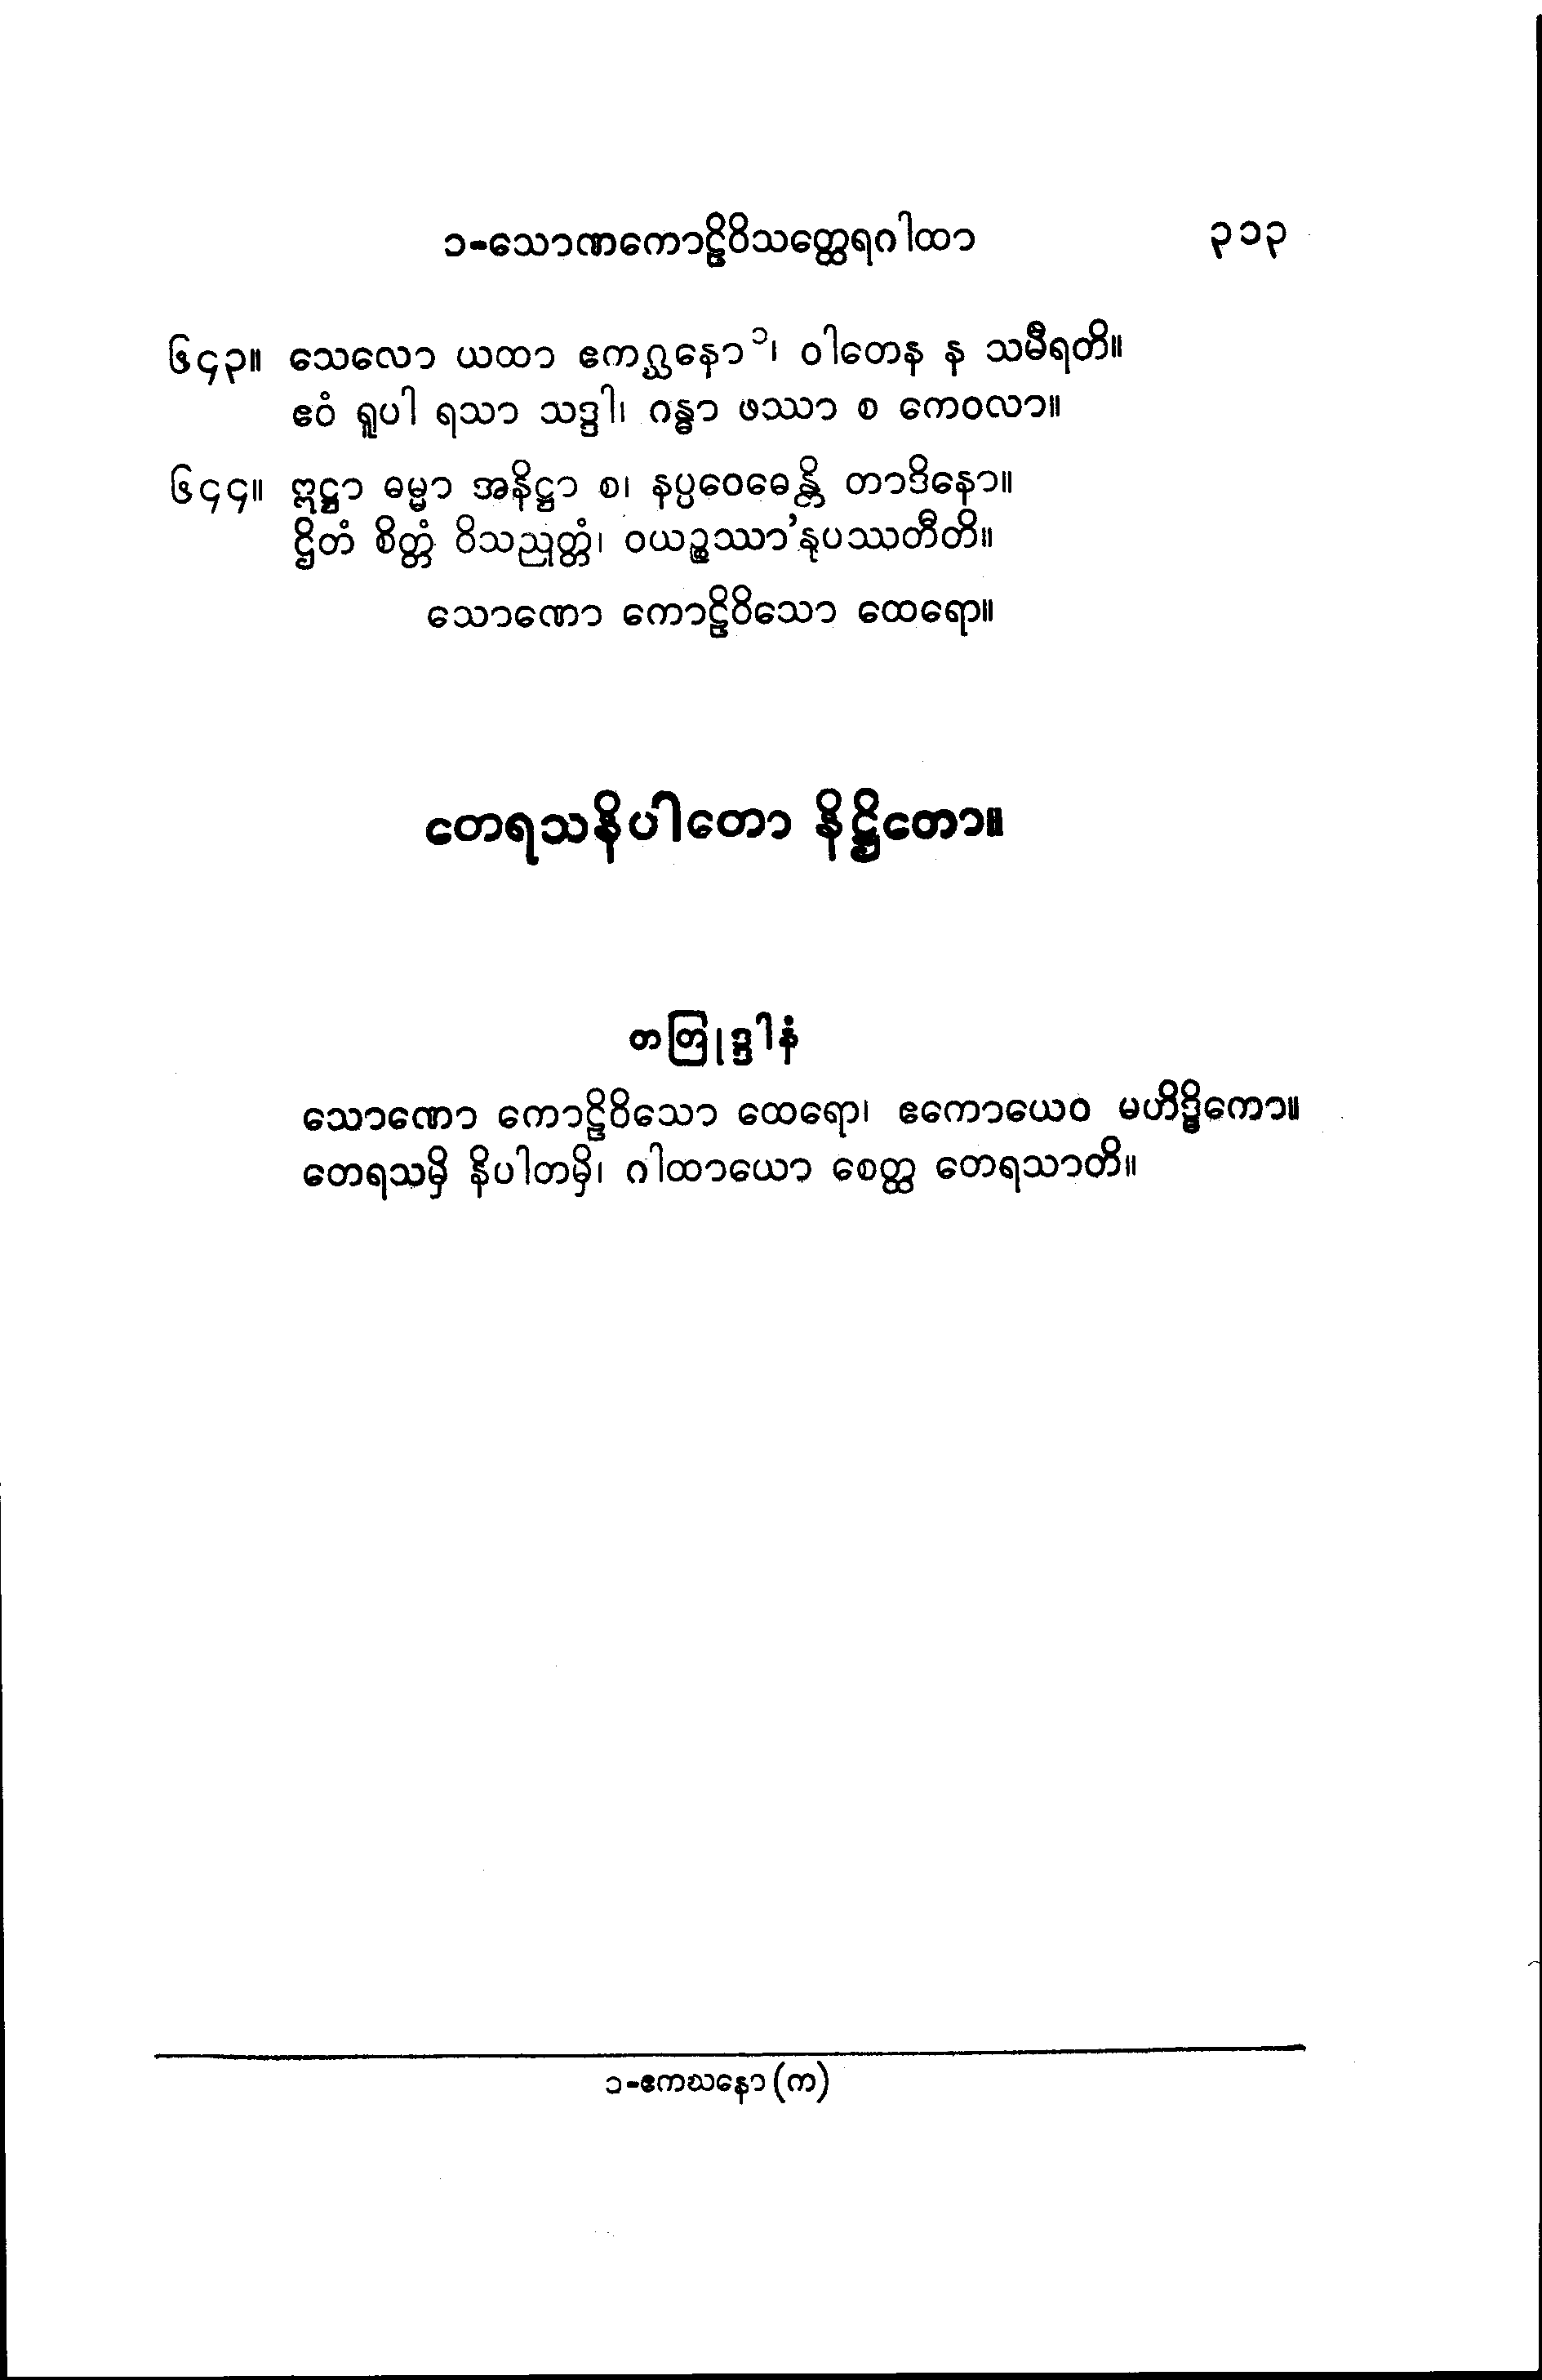 ၁-သောဏကောဠိဝိသတ္ထေရဂါထာ ၃၁၃
၆၄၃။ သေလော ယထာ ဧကဂ္ဃနော၁၊ ဝါတေန န သမီရတိ။
ဧဝံ ရူပါ ရသာ သဒ္ဒါ၊ ဂန္ဓာ ဖဿာ စ ကေဝလာ။
၆၄၄။ ဣဋ္ဌာ ဓမ္မာ အနိဋ္ဌာ စ၊ နပ္ပဝေဓေန္တိ တာဒိနော။
ဌိတံ စိတ္တံ ဝိသညုတ္တံ၊ ဝယဉ္စဿာ’နုပဿတီတိ။
သောဏော ကောဠိဝိသော ထေရော။
တေရသနိပါတော နိဋ္ဌိတော။
တတြုဒ္ဒါနံ
သောဏော ကောဠိဝိသော ထေရော၊ ဧကောယေဝ မဟိဒ္ဓိကော။
တေရသမှိ နိပါတမှိ၊ ဂါထာယော စေတ္ထ တေရသာတိ။
၁-ဧကဃနော (က)